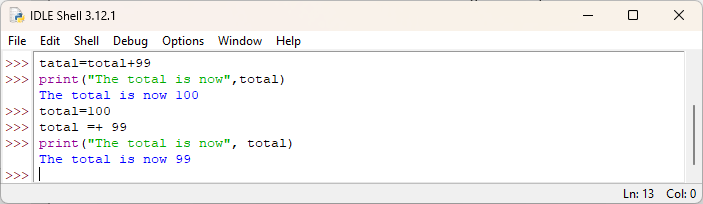 IDLE Shell 3.12.1
File Edit Shell Debug Options Window Help
>>> tatal=total+99
>>> print("The total is now",total)
The total is now 100
>>> total=100
>>> total =+ 99
>>> print("The total is now", total)
The total is now 99
>>>
Ln: 13 Col: 0